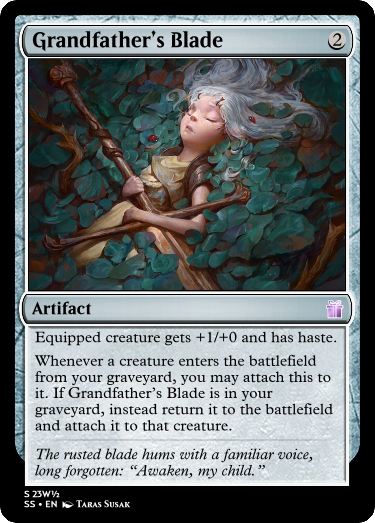 Grandfather's Blade 2
Artifact
Equipped creature gets +1/+0 and has haste.
Whenever a creature enters the battlefield
from your graveyard, you may attach this to
it. If Grandfather's Blade is in your
graveyard, instead return it to the battlefield
and attach it to that creature.
The rusted blade hums with a familiar voice,
long forgotten: “Awaken, my child.”
S 23W½
SS • EN Taras Susak